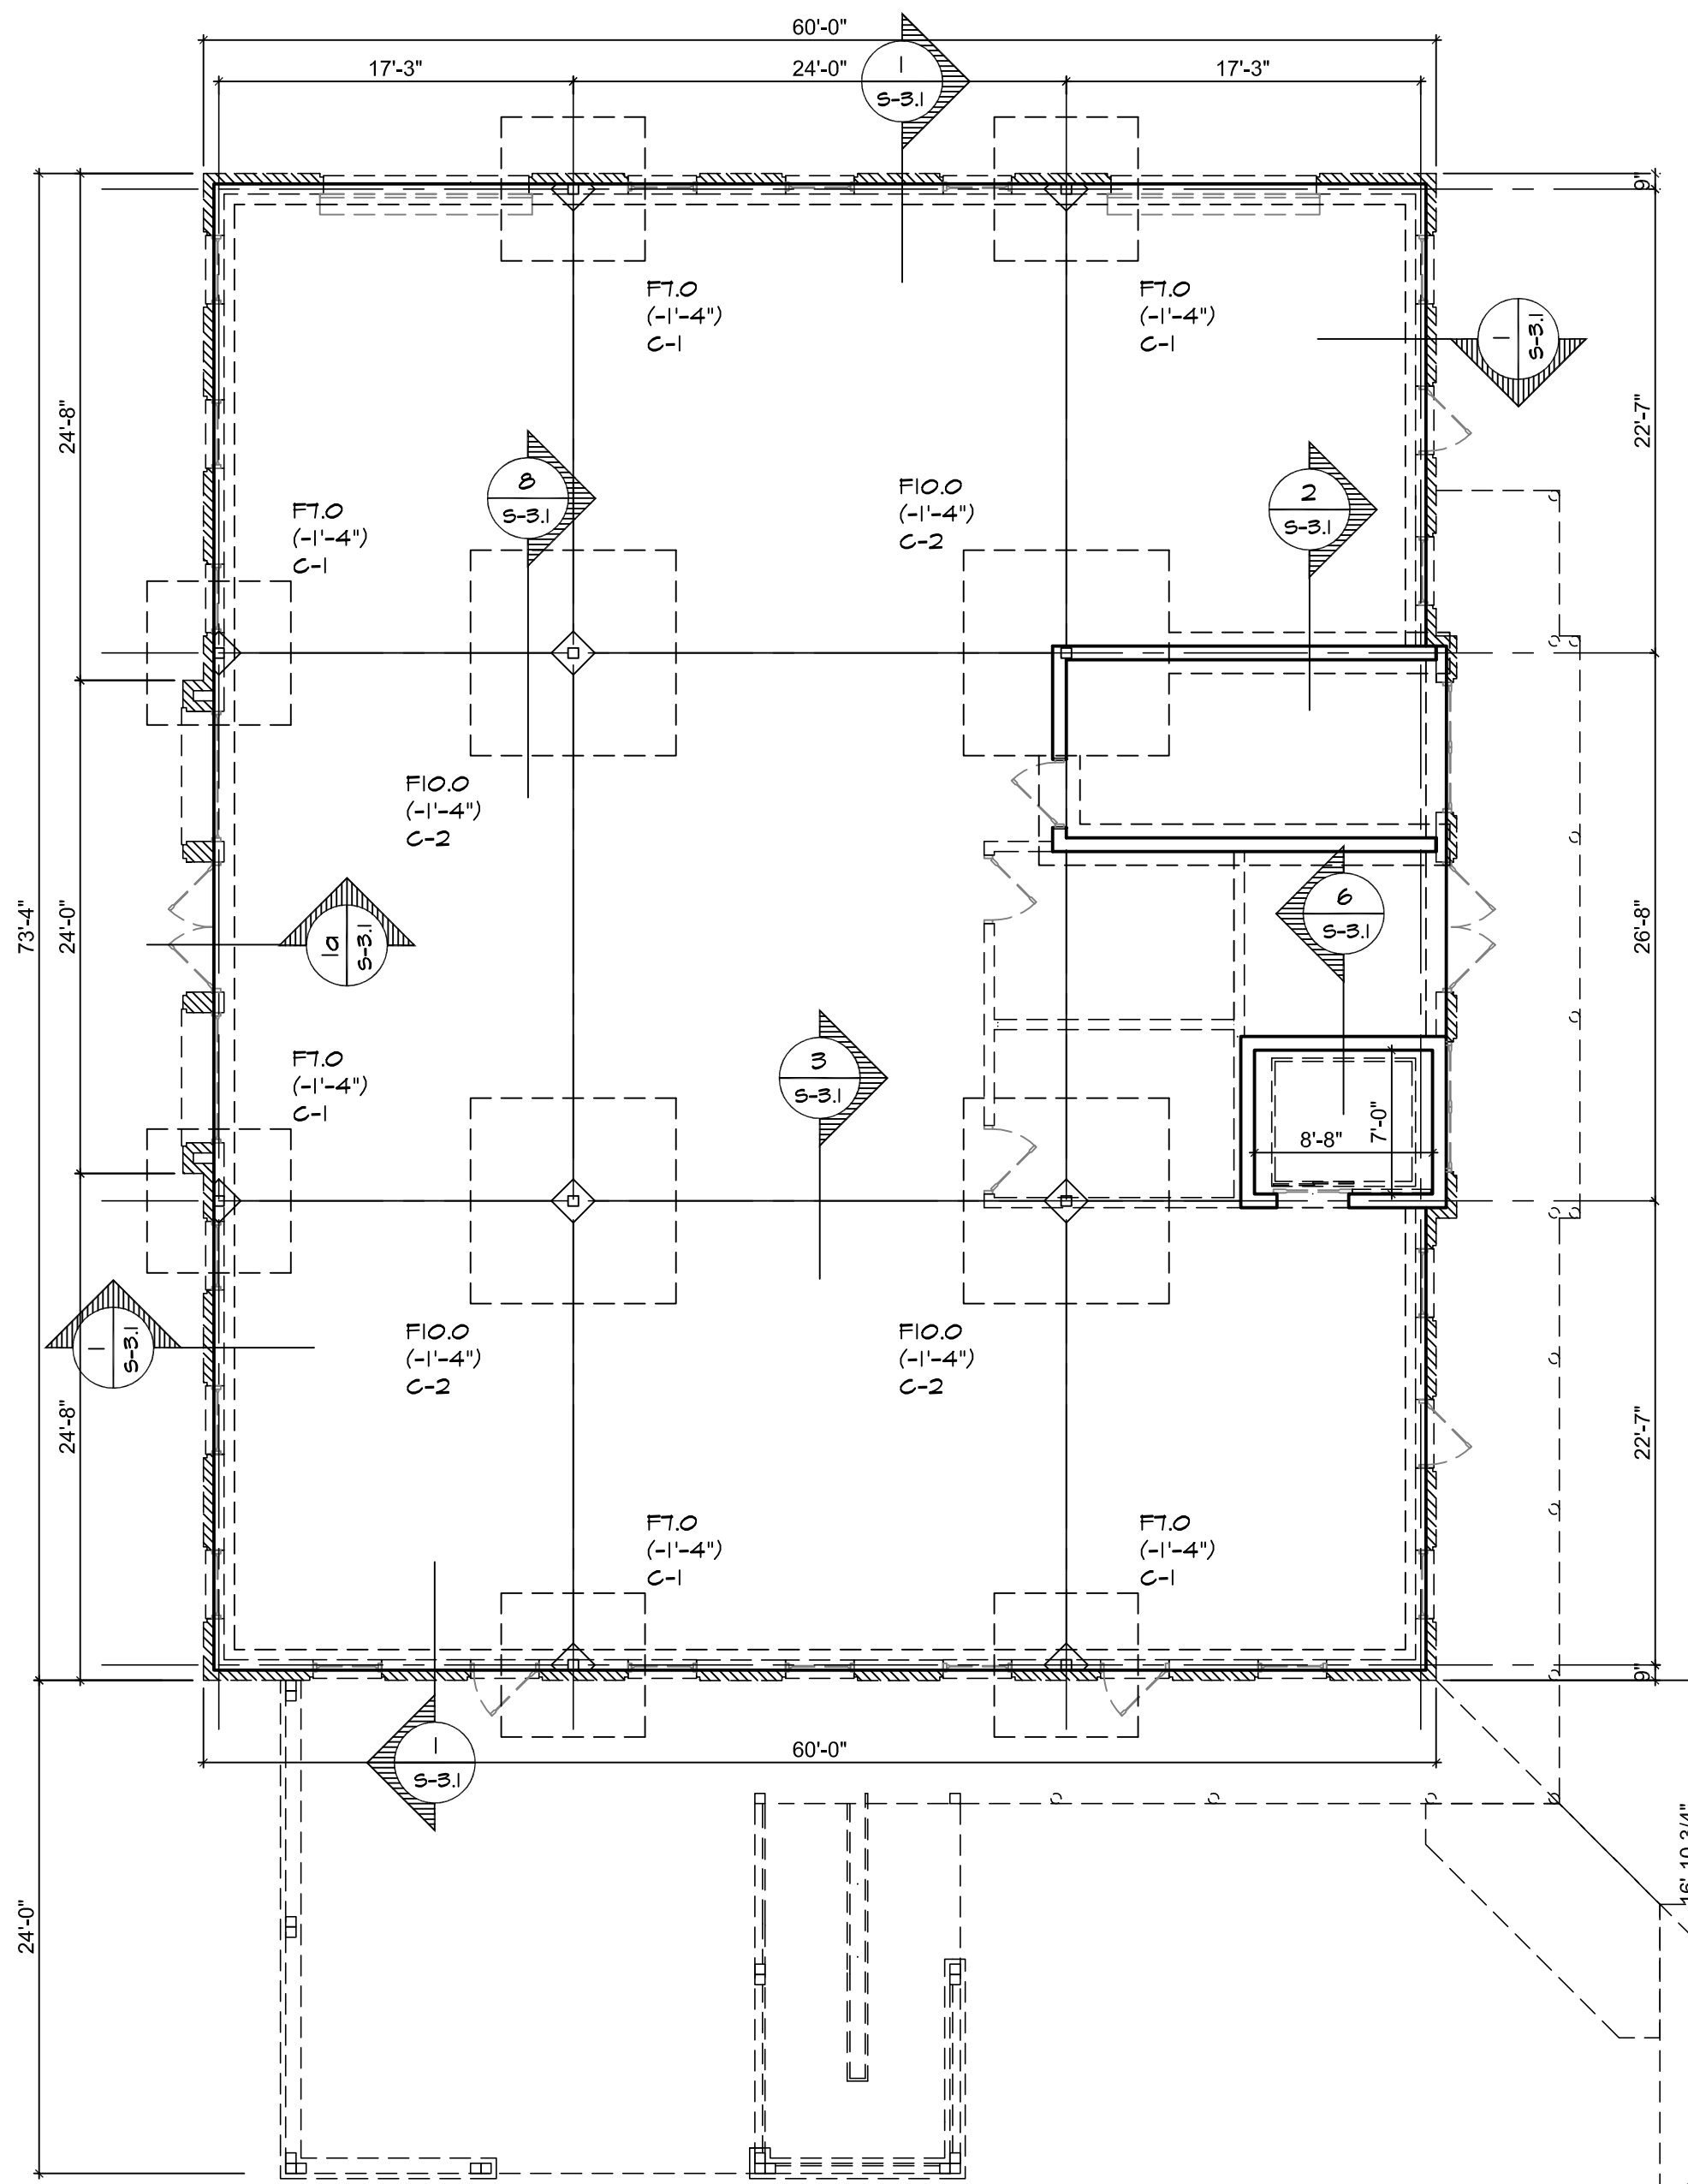 60'-0"
17'-3"
24'-0"
17'-3"
1
S-3.1
9"
F7.0
(-1'-4")
C-1
F7.0
(-1'-4")
C-1
1
S-3.1
24'-8"
22'-7"
8
S-3.1
F10.0
(-1'-4")
C-2
2
S-3.1
F7.0
(-1'-4")
C-1
F10.0
(-1'-4")
C-2
73'-4"
24'-0"
1a
S-3.1
6
S-3.1
26'-8"
F7.0
(-1'-4")
C-1
3
S-3.1
8'-8"
7'-0"
1
S-3.1
F10.0
(-1'-4")
C-2
F10.0
(-1'-4")
C-2
24'-8"
22'-7"
F7.0
(-1'-4")
C-1
F7.0
(-1'-4")
C-1
9"
60'-0"
1
S-3.1
24'-0"
16' 10 3/4"